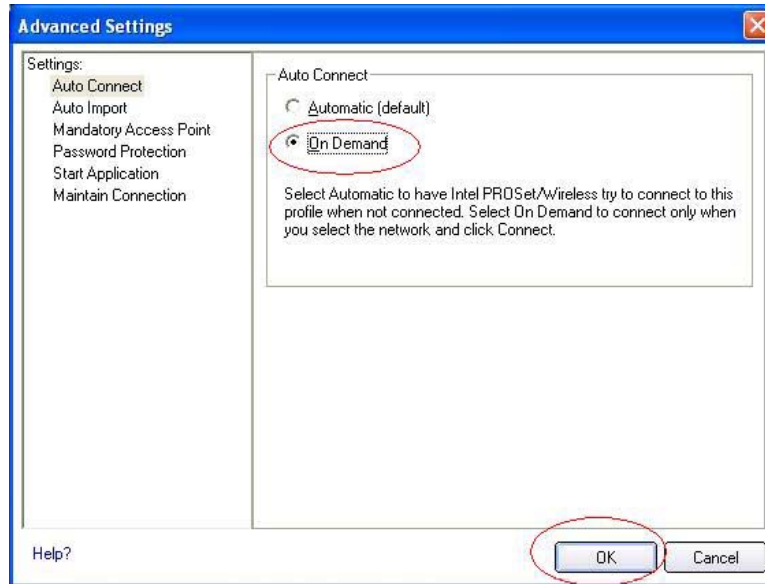 Advanced Settings
Settings:
Auto Connect
Auto Import
Mandatory Access Point
Password Protection
Start Application
Maintain Connection
Auto Connect
Automatic (default)
On Demand
Select Automatic to have Intel PROSet/Wireless try to connect to this
profile when not connected. Select On Demand to connect only when
you select the network and click Connect.
Help?
OK
Cancel